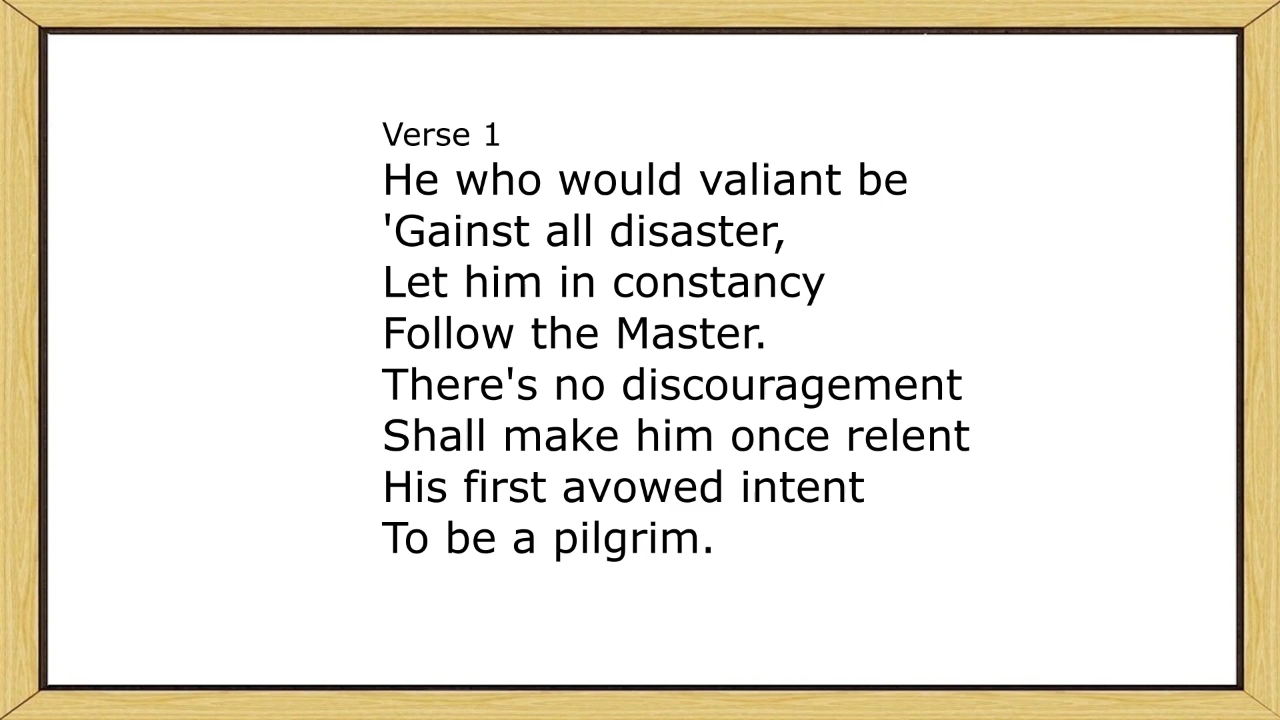 Verse 1
He who would valiant be
'Gainst all disaster,
Let him in constancy
Follow the Master.
There's no discouragement
Shall make him once relent
His first avowed intent
To be a pilgrim.